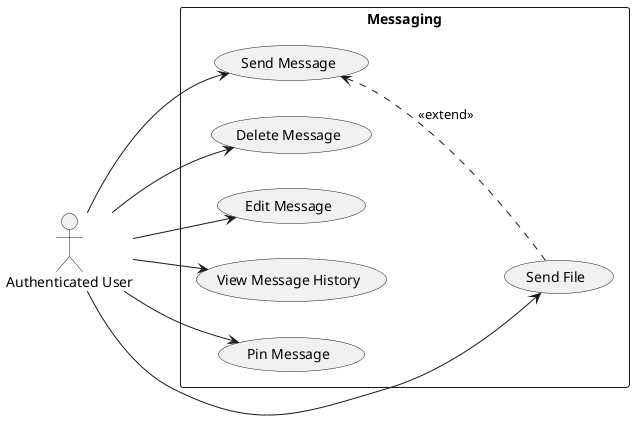 Messaging
Send Message
«extend»
Delete Message
Edit Message
Authenticated User
View Message History
Send File
Pin Message